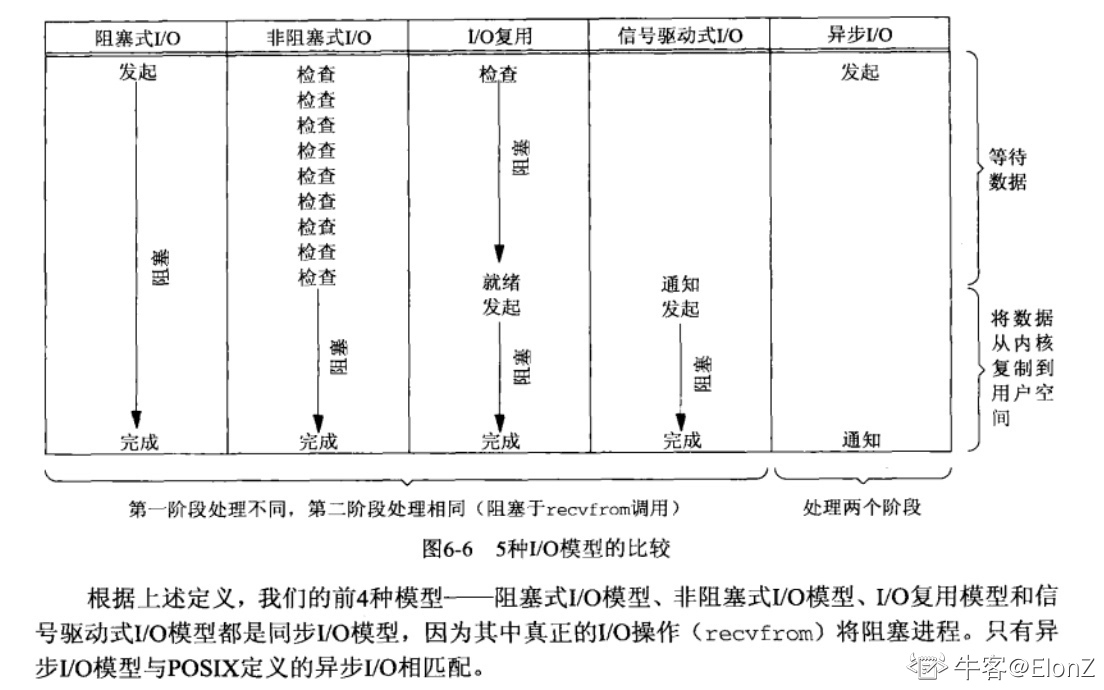 阻塞式I/O 非阻塞式I/O I/O复用 信号驱动式I/O 异步I/O
发起 检查 检查 发起
检查
检查
检查
检查
检查
检查
检查
检查
阻塞
阻塞
等待
数据
就绪 通知
发起 发起
阻塞
阻塞
阻塞
将数据
从内核
复制到
用户空
间
完成 完成 完成 完成 通知
第一阶段处理不同，第二阶段处理相同（阻塞于recvfrom调用） 处理两个阶段
图6-6 5种I/O模型的比较
根据上述定义，我们的前4种模型——阻塞式I/O模型、非阻塞式I/O模型、I/O复用模型和信
号驱动式I/O模型都是同步I/O模型，因为其中真正的I/O操作（recvfrom）将阻塞进程。只有异
步I/O模型与POSIX定义的异步I/O相匹配。
牛客@ElonZ